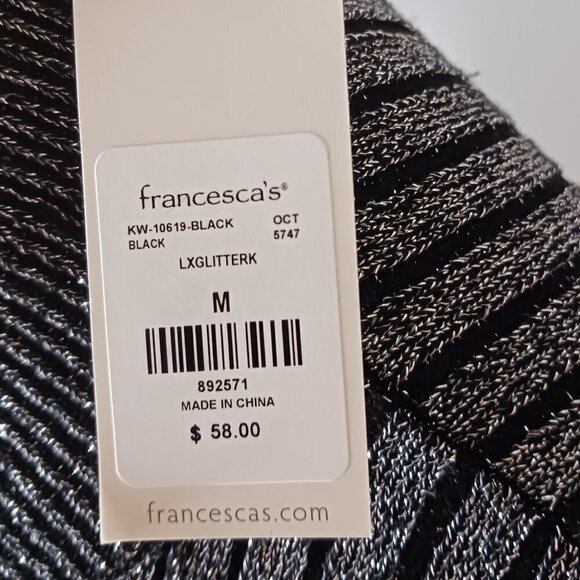 francesca's®
KW-10619-BLACK OCT
BLACK 5747
LXGLITTERK
M
892571
MADE IN CHINA
$ 58.00
francescas.com